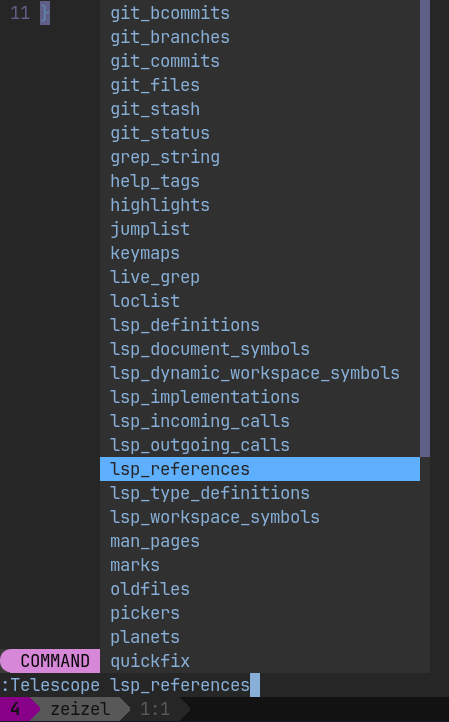 11 }
git_bcommits
git_branches
git_commits
git_files
git_stash
git_status
grep_string
help_tags
highlights
jumplist
keymaps
live_grep
loclist
lsp_definitions
lsp_document_symbols
lsp_dynamic_workspace_symbols
lsp_implementations
lsp_incoming_calls
lsp_outgoing_calls
lsp_references
lsp_type_definitions
lsp_workspace_symbols
man_pages
marks
oldfiles
pickers
planets
quickfix
COMMAND
:Telescope lsp_references
4 zeizel 1:1